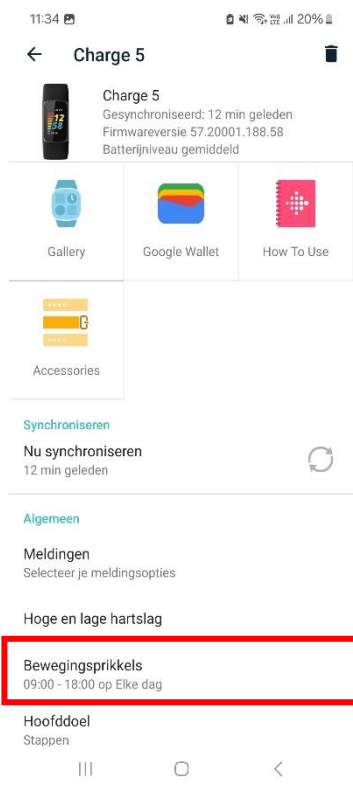 11:34 20%
Charge 5
Charge 5
Gesynchroniseerd: 12 min geleden
Firmwareversie 57.20001.188.58
Batterijniveau gemiddeld
Gallery
Google Wallet
How To Use
Accessories
Synchroniseren
Nu synchroniseren
12 min geleden
Algemeen
Meldingen
Selecteer je meldingsopties
Hoge en lage hartslag
Bewegingsprikkels
09:00 - 18:00 op Elke dag
Hoofddoel
Stappen